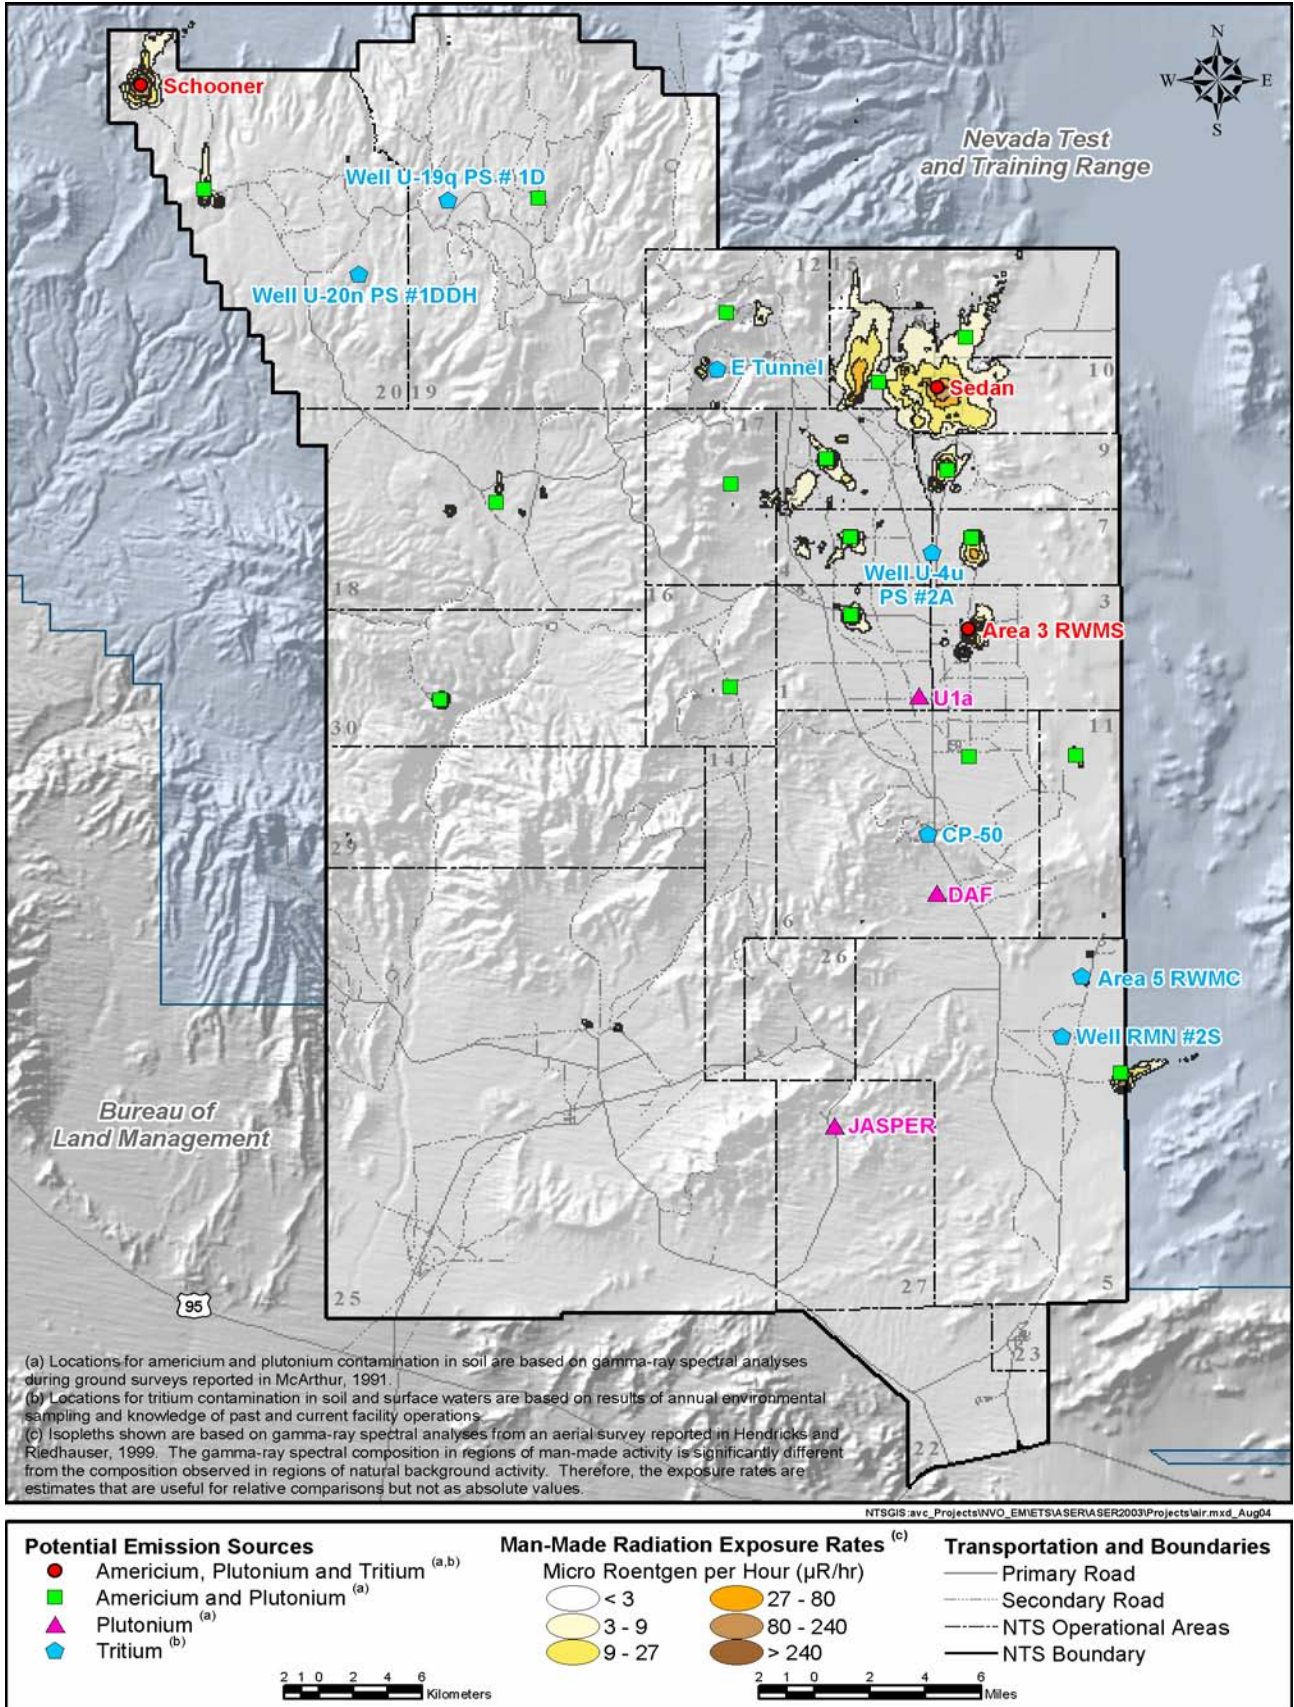 N
W
E
S
Schooner
Nevada Test
and Training Range
Well U-19q PS # 1D
Well U-20n PS #1DDH
12
15
8
E Tunnel
10
Sedan
20
19
17
9
2
7
Well U-4u
PS #2A
4
18
16
3
Area 3 RWMS
U1a
1
30
11
14
CP-50
29
DAF
6
26
Area 5 RWMC
Well RMN #2S
Bureau of
Land Management
JASPER
95
25
27
5
23
22
(a) Locations for americium and plutonium contamination in soil are based on gamma-ray spectral analyses
during ground surveys reported in McArthur, 1991.
(b) Locations for tritium contamination in soil and surface waters are based on results of annual environmental
sampling and knowledge of past and current facility operations.
(c) Isopleths shown are based on gamma-ray spectral analyses from an aerial survey reported in Hendricks and
Riedhauser, 1999. The gamma-ray spectral composition in regions of man-made activity is significantly different
from the composition observed in regions of natural background activity. Therefore, the exposure rates are
estimates that are useful for relative comparisons but not as absolute values.
NTSGIS:avc_Projects\NVO_EM\ETS\ASER\ASER2003\Projects\air.mxd_Aug04
Potential Emission Sources
Americium, Plutonium and Tritium (a,b)
Americium and Plutonium (a)
Plutonium (a)
Tritium (b)
2 1 0 2 4 6
Kilometers
Man-Made Radiation Exposure Rates (c)
Micro Roentgen per Hour (µR/hr)
< 3
3 - 9
9 - 27
27 - 80
80 - 240
> 240
2 1 0 2 4 6
Miles
Transportation and Boundaries
Primary Road
Secondary Road
NTS Operational Areas
NTS Boundary